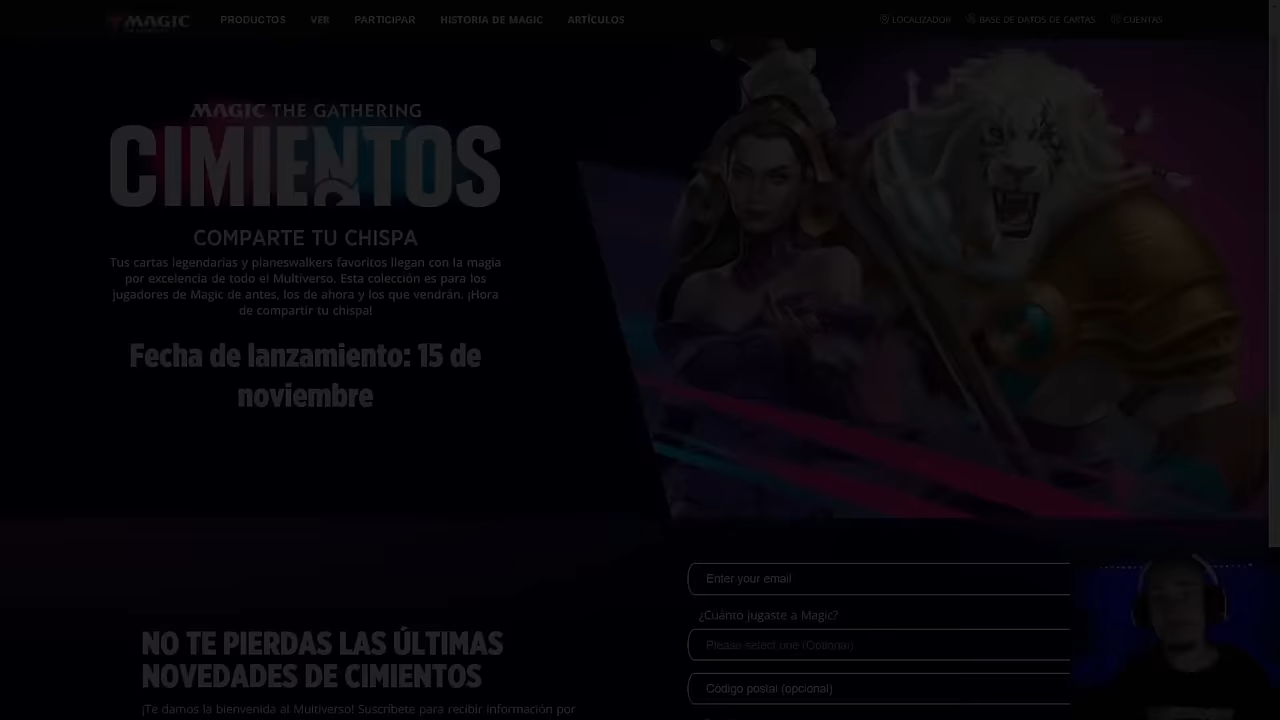 MAGIC
PRODUCTOS VER PARTICIPAR HISTORIA DE MAGIC ARTÍCULOS
LOCALIZADOR BASE DE DATOS DE CARTAS CUENTAS
MAGIC THE GATHERING
CIMIENTOS
COMPARTE TU CHISPA
Tus cartas legendarias y planeswalkers favoritos llegan con la magia
por excelencia de todo el Multiverso. Esta colección es para los
jugadores de Magic de antes, los de ahora y los que vendrán. ¡Hora
de compartir tu chispa!
Fecha de lanzamiento: 15 de
noviembre
NO TE PIERDAS LAS ÚLTIMAS
NOVEDADES DE CIMIENTOS
¡Te damos la bienvenida al Multiverso! Suscríbete para recibir información por
Enter your email
¿Cuánto jugaste a Magic?
Please select one (Optional)
Código postal (opcional)